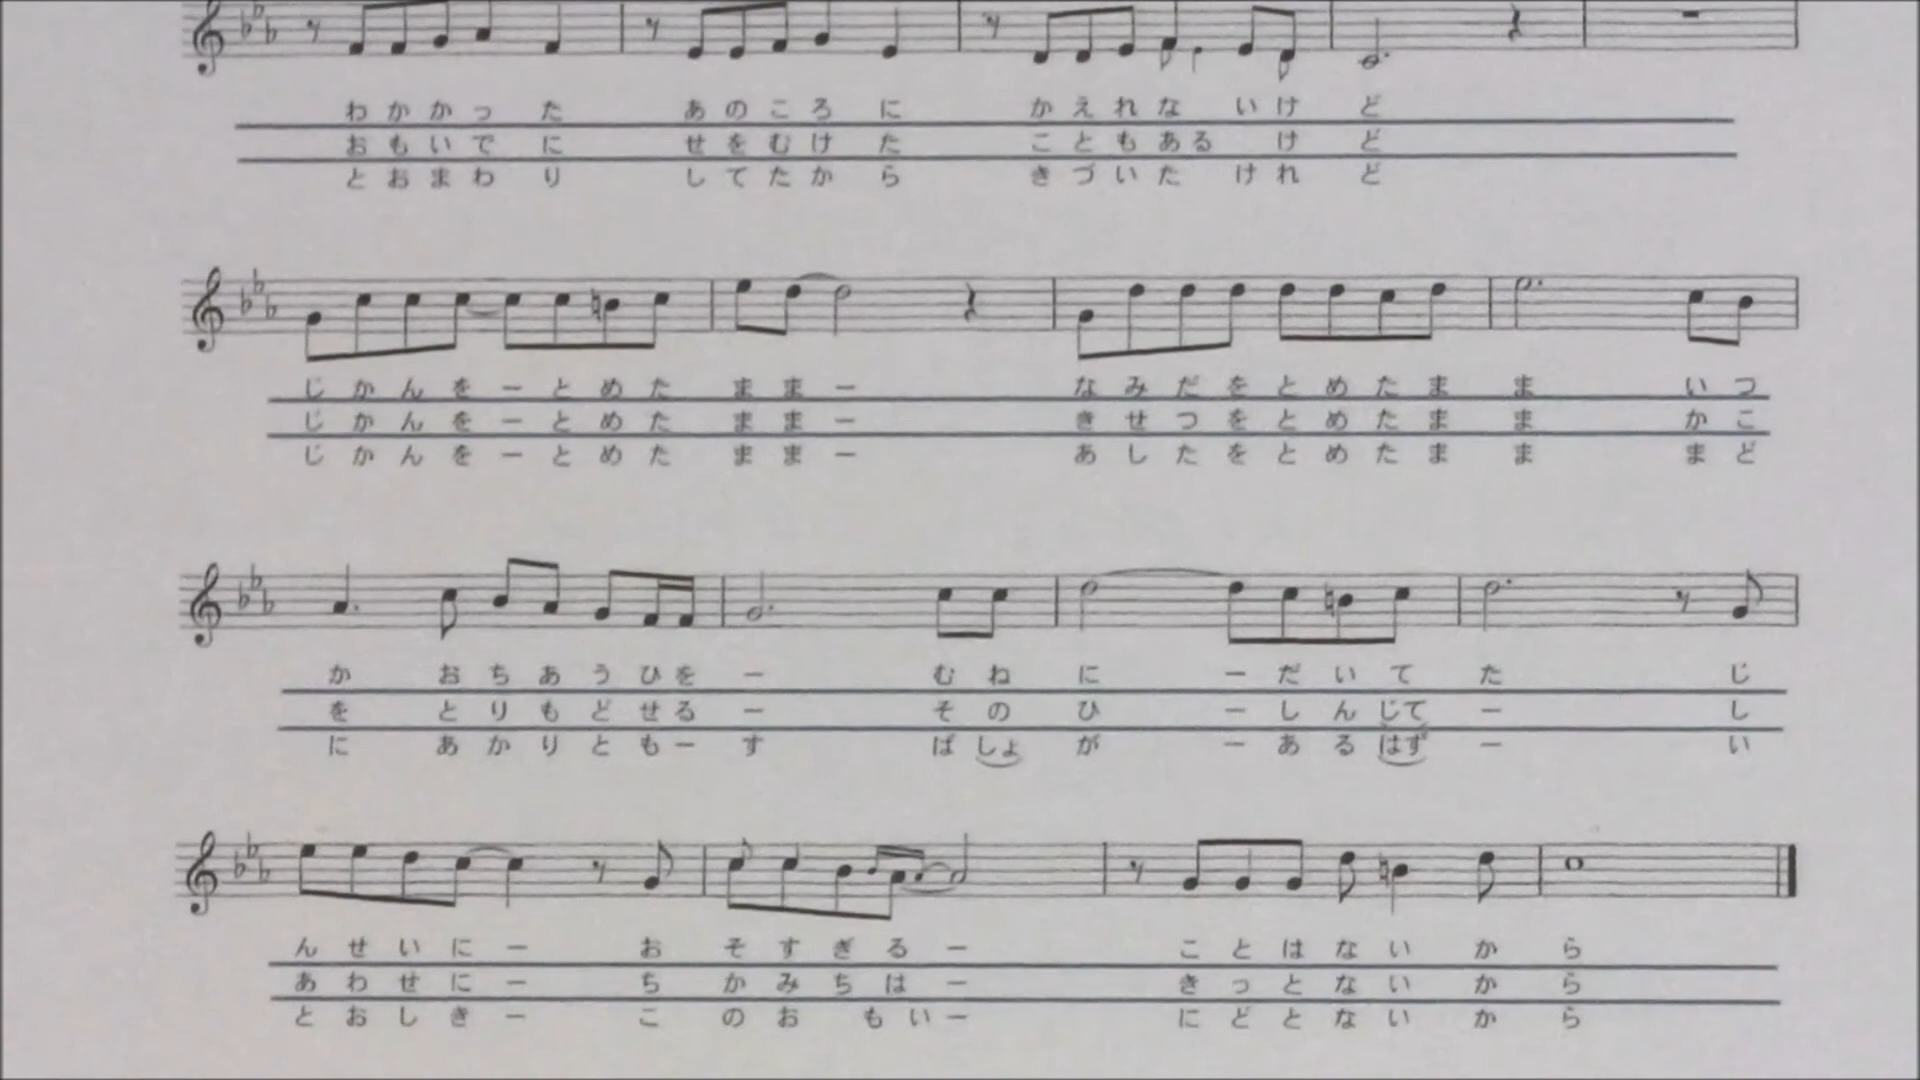 わかかった あのころに かえれないけど
おもいでに せをむけた こともあるけど
とおまわり してたから きづいたけれど
じかんをーとめた ままー なみだをとめたまま いつ
じかんをーとめた ままー きせつをとめたまま かこ
じかんをーとめた ままー あしたをとめたまま まど
か おちあうひをー むねに ーだいてた じ
を とりもどせるー そのひ ーしんじてー し
に あかりともーす ばしょが ーあるはずー い
んせいにー お そすぎるー ことはないから
あわせにー ち かみちはー きっとないから
とおしきー こ のおもいー にどとないから